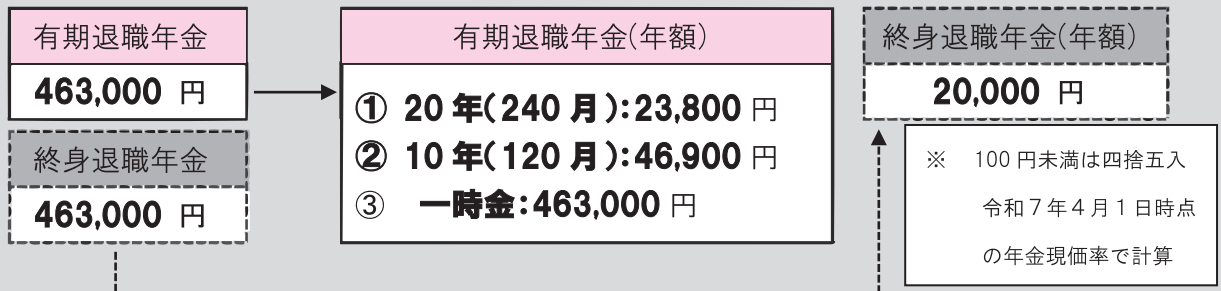 有期退職年金
463,000 円
終身退職年金
463,000 円
有期退職年金(年額)
① 20 年(240 月):23,800 円
② 10 年(120 月):46,900 円
③ 一時金:463,000 円
終身退職年金(年額)
20,000 円
※ 100 円未満は四捨五入
令和７年４月１日時点
の年金現価率で計算